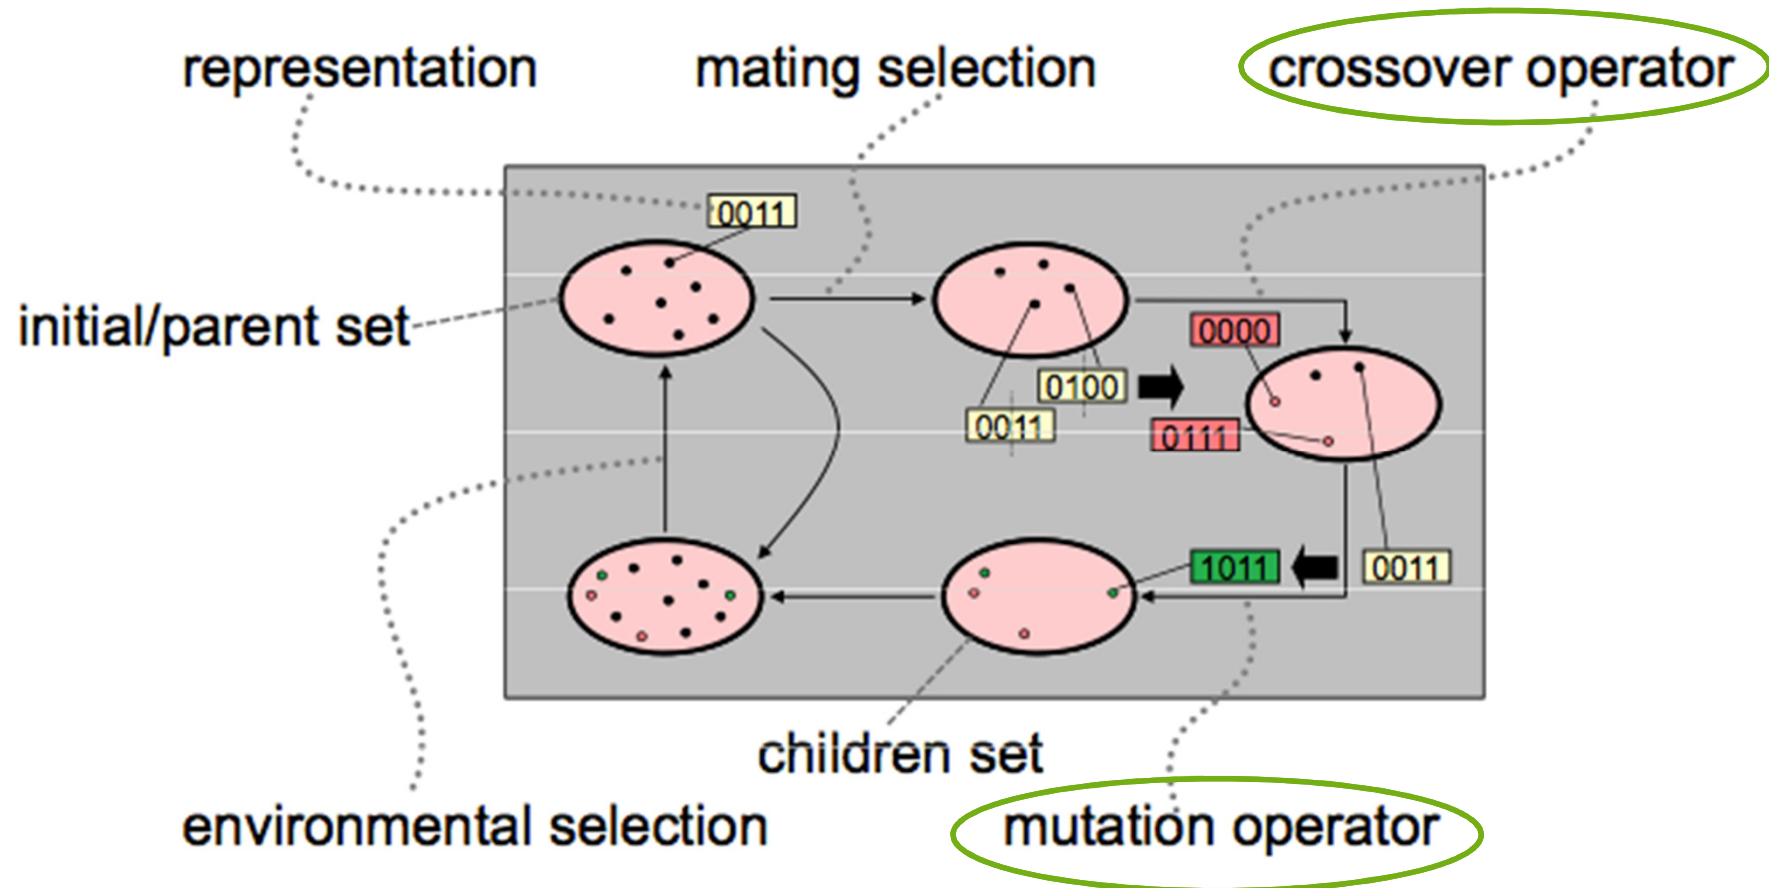 representation
mating selection
crossover operator
0011
initial/parent set
0000
0100
0011
0111
1011
0011
children set
environmental selection
mutation operator